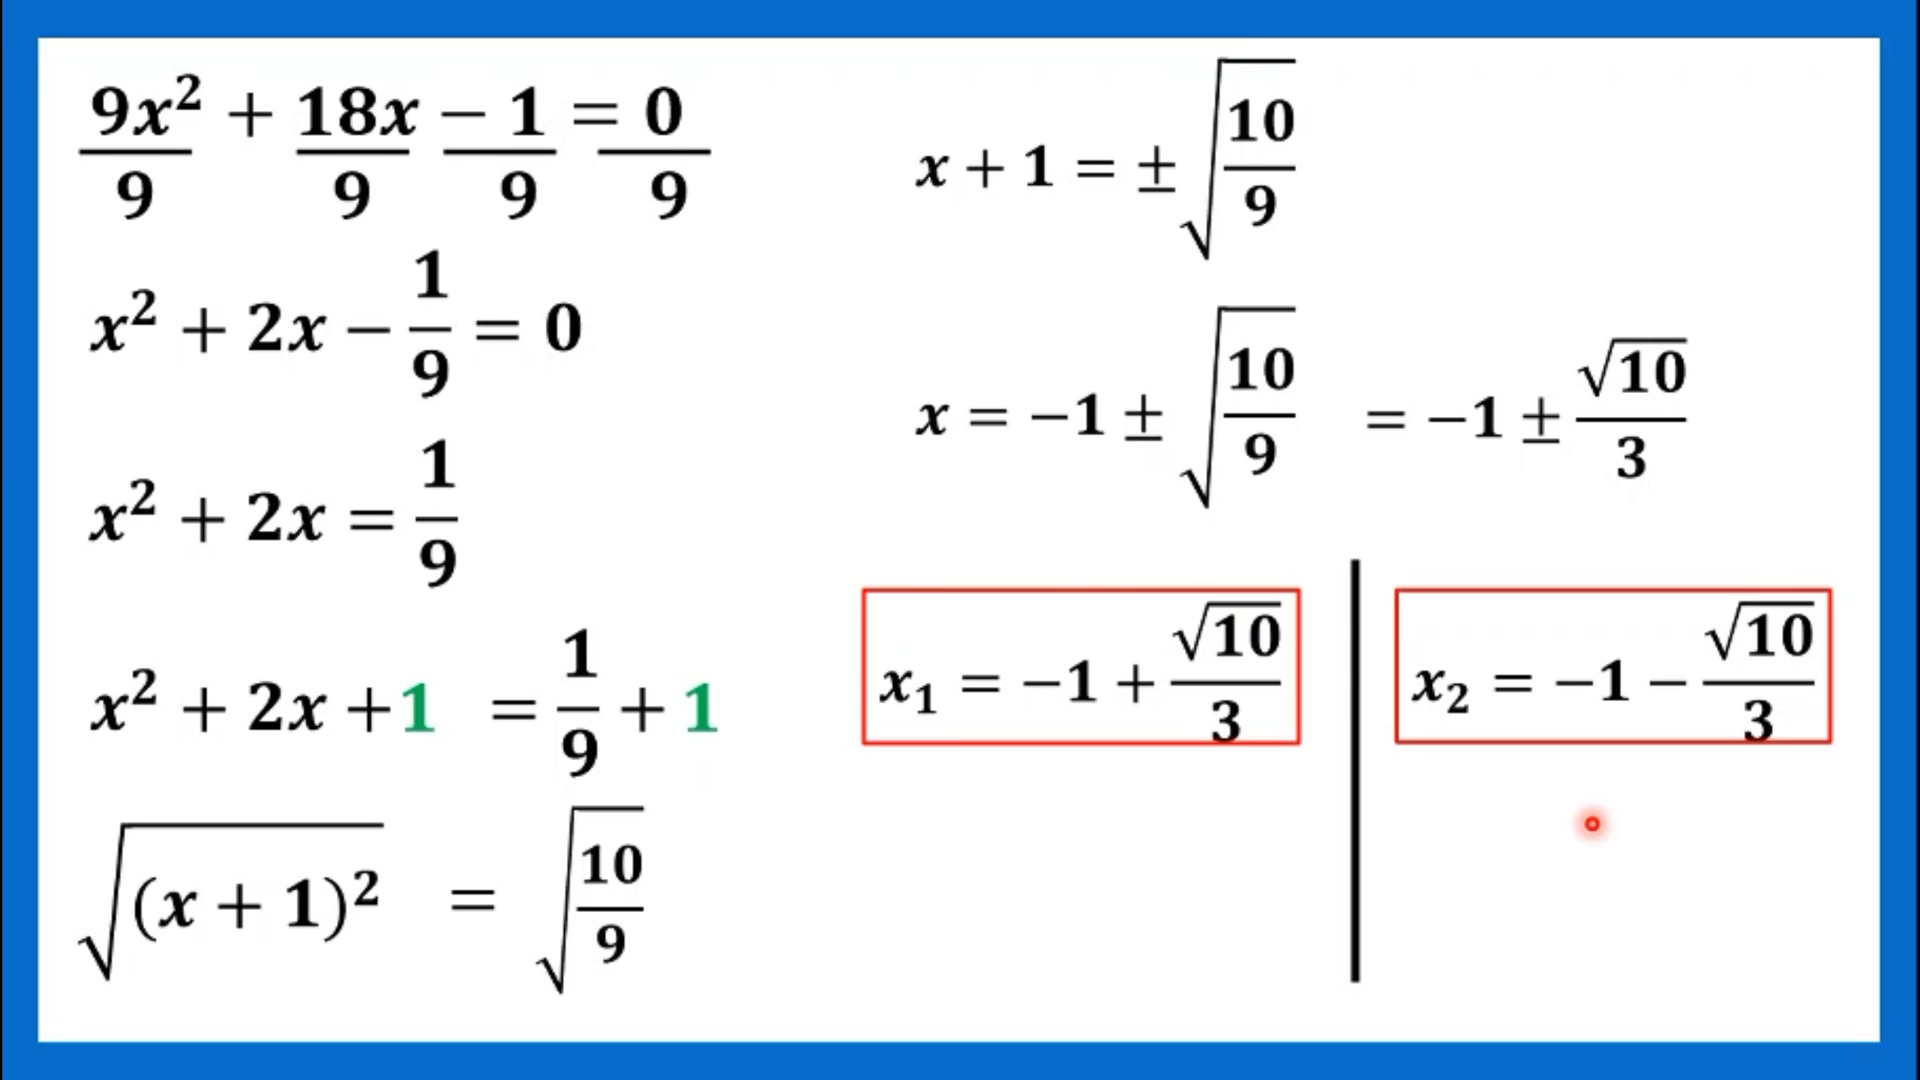 9x²/9 + 18x/9 − 1/9 = 0/9
x² + 2x − 1/9 = 0
x² + 2x = 1/9
x² + 2x +1 = 1/9 + 1
√((x + 1)²) = √(10/9)
x + 1 = ±√(10/9)
x = −1 ± √(10/9) = −1 ± √10/3
x₁ = −1 + √10/3
x₂ = −1 − √10/3